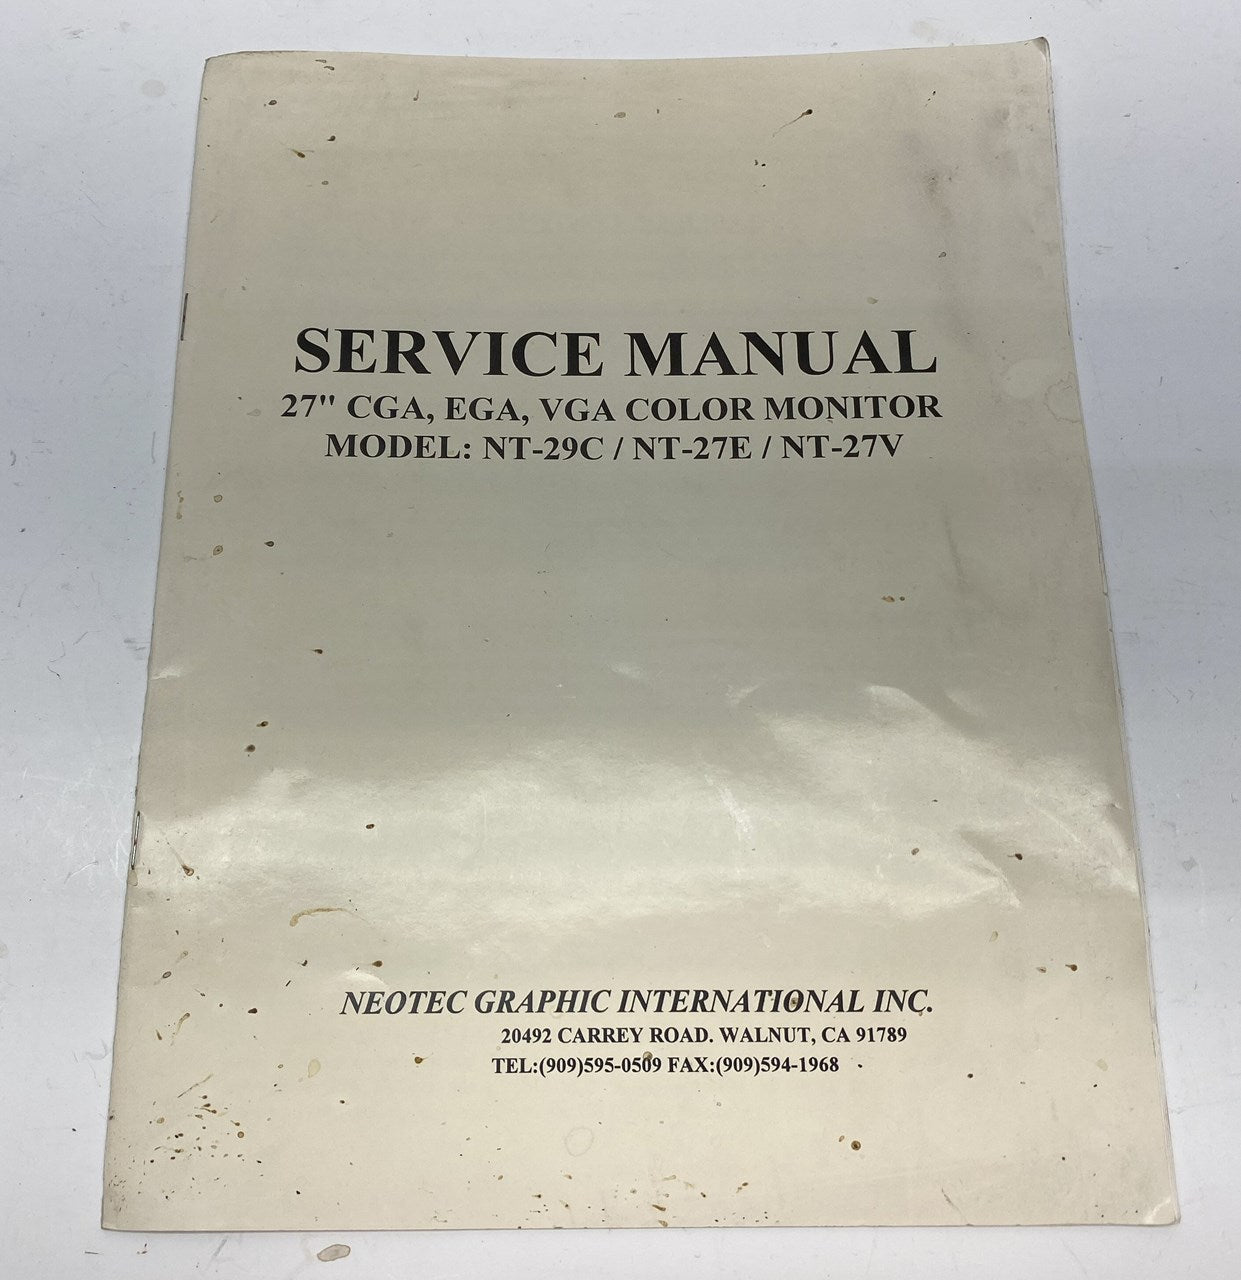 SERVICE MANUAL
27" CGA, EGA, VGA COLOR MONITOR
MODEL: NT-29C / NT-27E / NT-27V
NEOTEC GRAPHIC INTERNATIONAL INC.
20492 CARREY ROAD. WALNUT, CA 91789
TEL:(909)595-0509 FAX:(909)594-1968